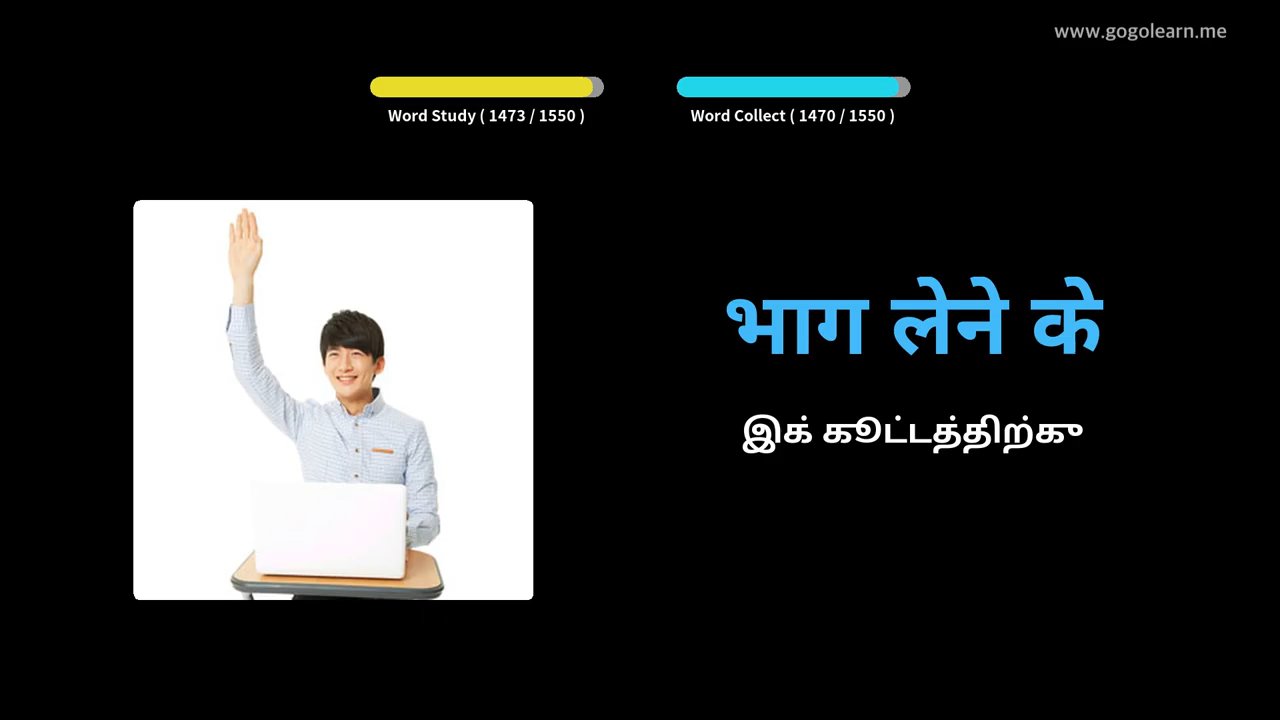 www.gogolearn.me
Word Study ( 1473 / 1550 )
Word Collect ( 1470 / 1550 )
भाग लेने के
இக் கூட்டத்திற்கு